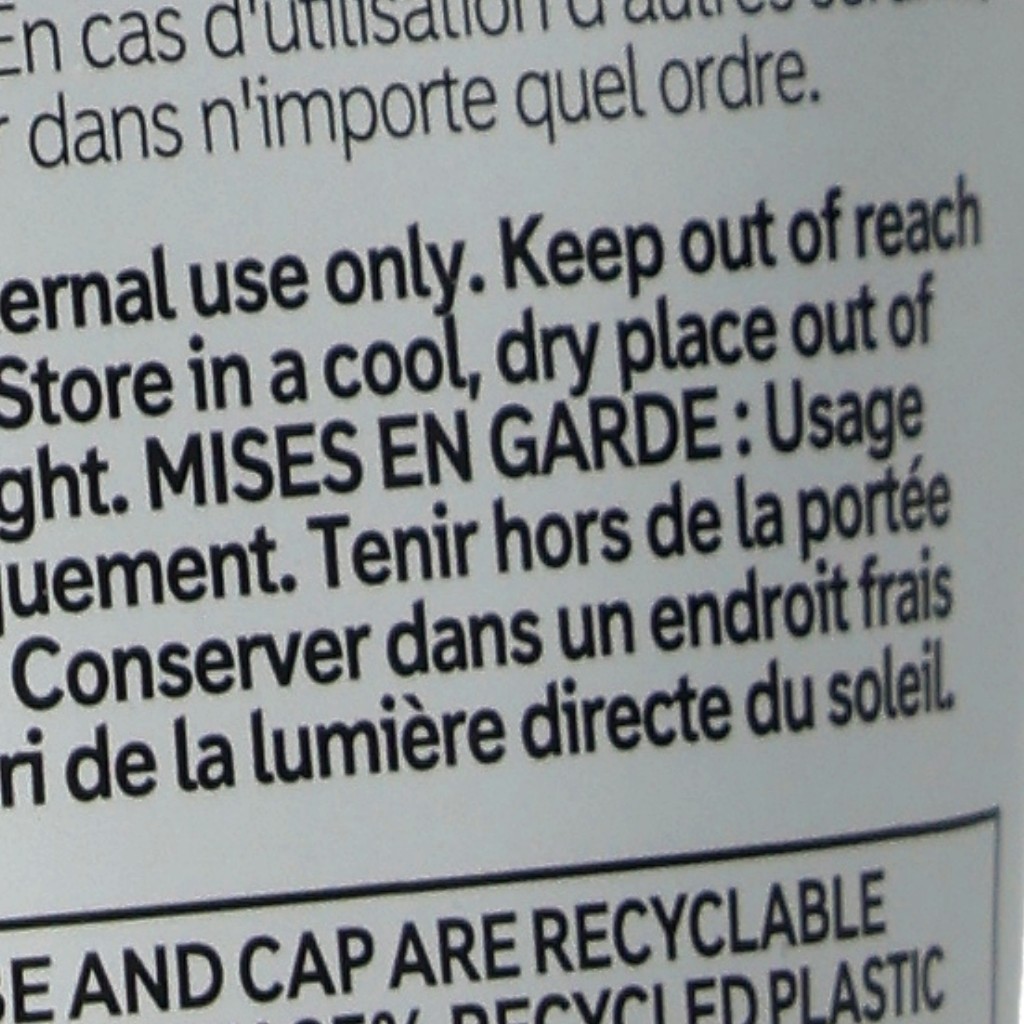 En cas d'utilisation d'autres
dans n'importe quel ordre.
ernal use only. Keep out of reach
Store in a cool, dry place out of
ght. MISES EN GARDE : Usage
quement. Tenir hors de la portée
Conserver dans un endroit frais
ri de la lumière directe du soleil.
BE AND CAP ARE RECYCLABLE
RECYCLED PLASTIC